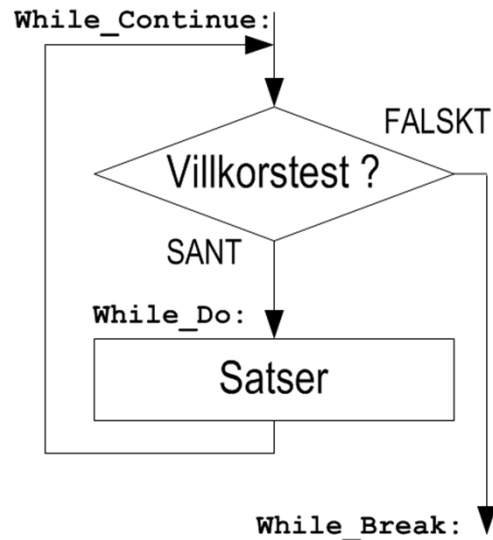 While_Continue:
FALSKT
Villkorstest ?
SANT
While_Do:
Satser
While_Break: